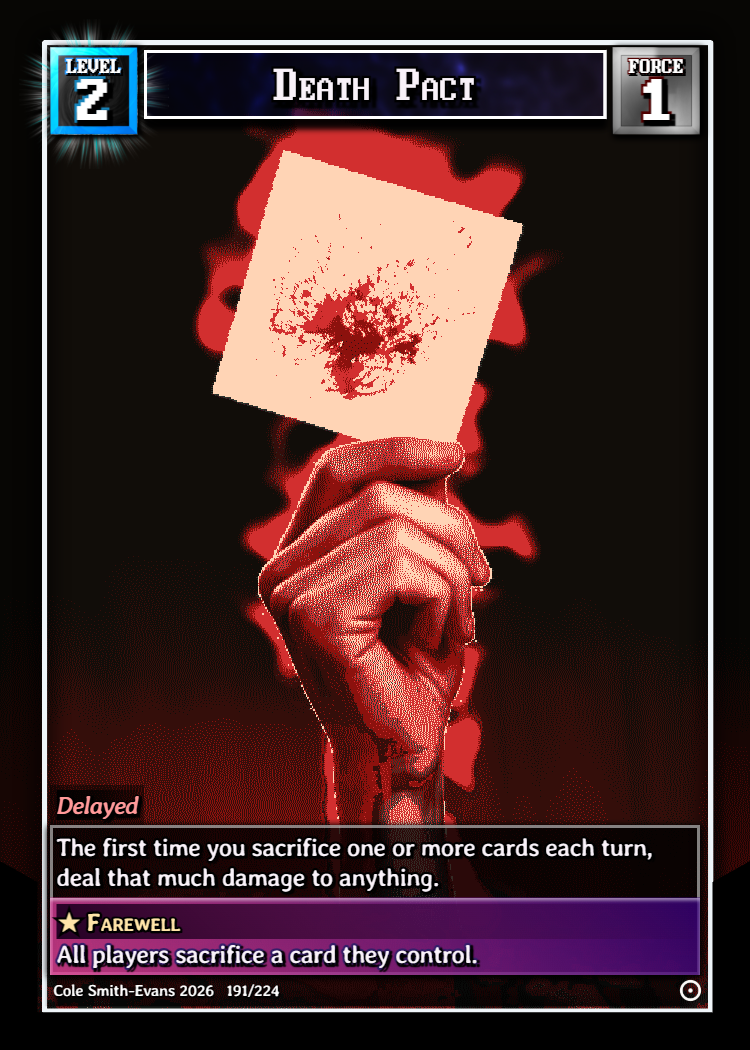 LEVEL
2
Death Pact
FORCE
1
Delayed
The first time you sacrifice one or more cards each turn,
deal that much damage to anything.
★ Farewell
All players sacrifice a card they control.
Cole Smith-Evans 2026 191/224